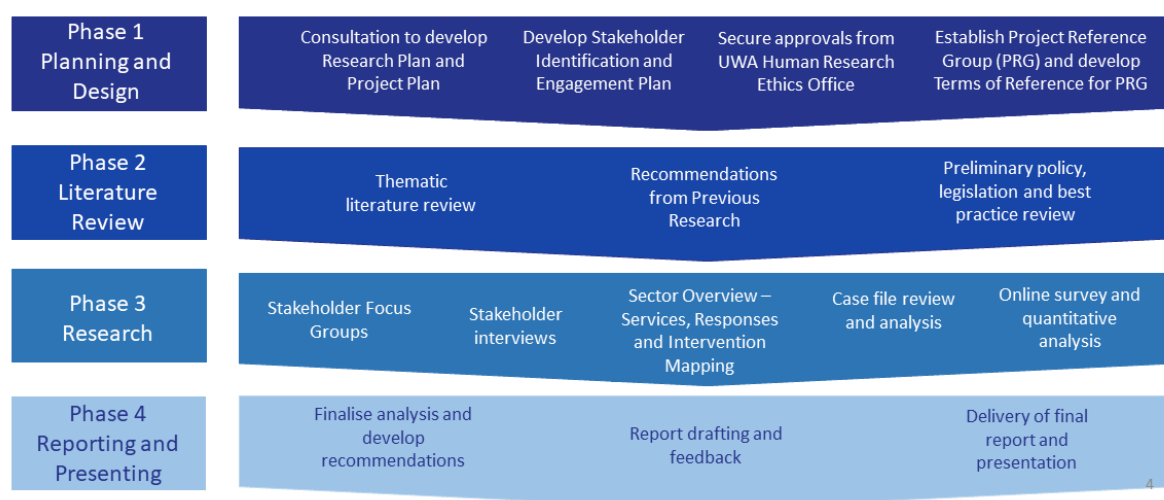 Phase 1
Planning and
Design
Consultation to develop
Research Plan and
Project Plan
Develop Stakeholder
Identification and
Engagement Plan
Secure approvals from
UWA Human Research
Ethics Office
Establish Project Reference
Group (PRG) and develop
Terms of Reference for PRG
Phase 2
Literature
Review
Thematic
literature review
Recommendations
from Previous
Research
Preliminary policy,
legislation and best
practice review
Phase 3
Research
Stakeholder Focus
Groups
Stakeholder
interviews
Sector Overview –
Services, Responses
and Intervention
Mapping
Case file review
and analysis
Online survey and
quantitative
analysis
Phase 4
Reporting and
Presenting
Finalise analysis and
develop
recommendations
Report drafting and
feedback
Delivery of final
report and
presentation
4